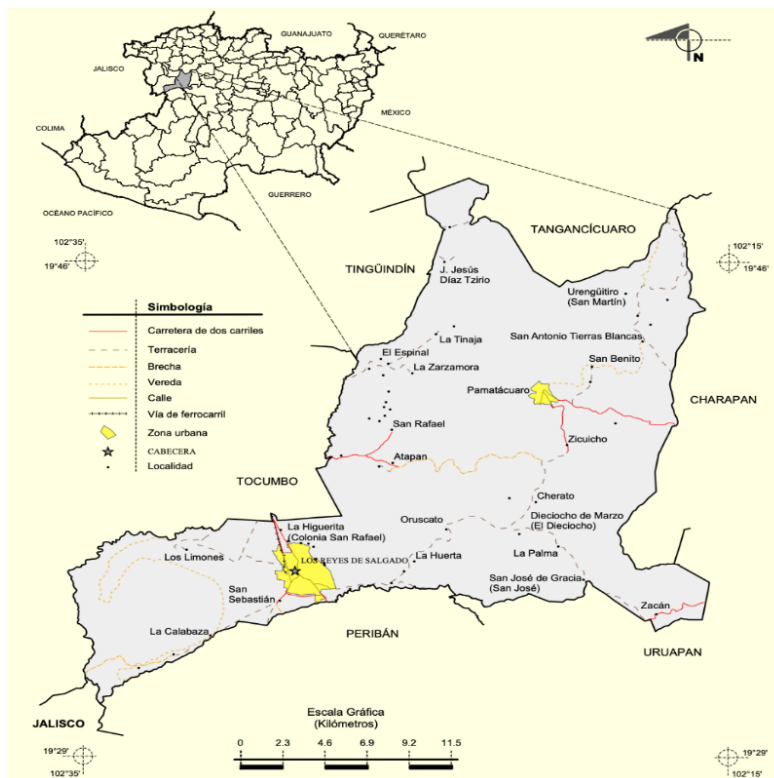 GUANAJUATO
QUERÉTARO
JALISCO
COLIMA
MÉXICO
GUERRERO
OCÉANO PACÍFICO
N
102°35'
19°46'
102°15'
19°46'
TANGANCÍCUARO
TINGÜINDÍN
J. Jesús
Díaz Tzirio
Urengüitiro
(San Martín)
Simbología
Carretera de dos carriles
Terracería
Brecha
Vereda
Calle
Vía de ferrocarril
Zona urbana
CABECERA
Localidad
La Tinaja
San Antonio Tierras Blancas
El Espinal
La Zarzamora
San Benito
Pamatácuaro
CHARAPAN
San Rafael
Zicuicho
Atapan
TOCUMBO
Cherato
Oruscato
Dieciocho de Marzo
(El Dieciocho)
La Higuerita
(Colonia San Rafael)
Los Limones
LOS REYES DE SALGADO
La Huerta
La Palma
San
Sebastián
San José de Gracia
(San José)
Zacán
La Calabaza
PERIBÁN
URUAPAN
JALISCO
Escala Gráfica
(Kilómetros)
0 2.3 4.6 6.9 9.2 11.5
19°29'
102°35'
19°29'
102°15'